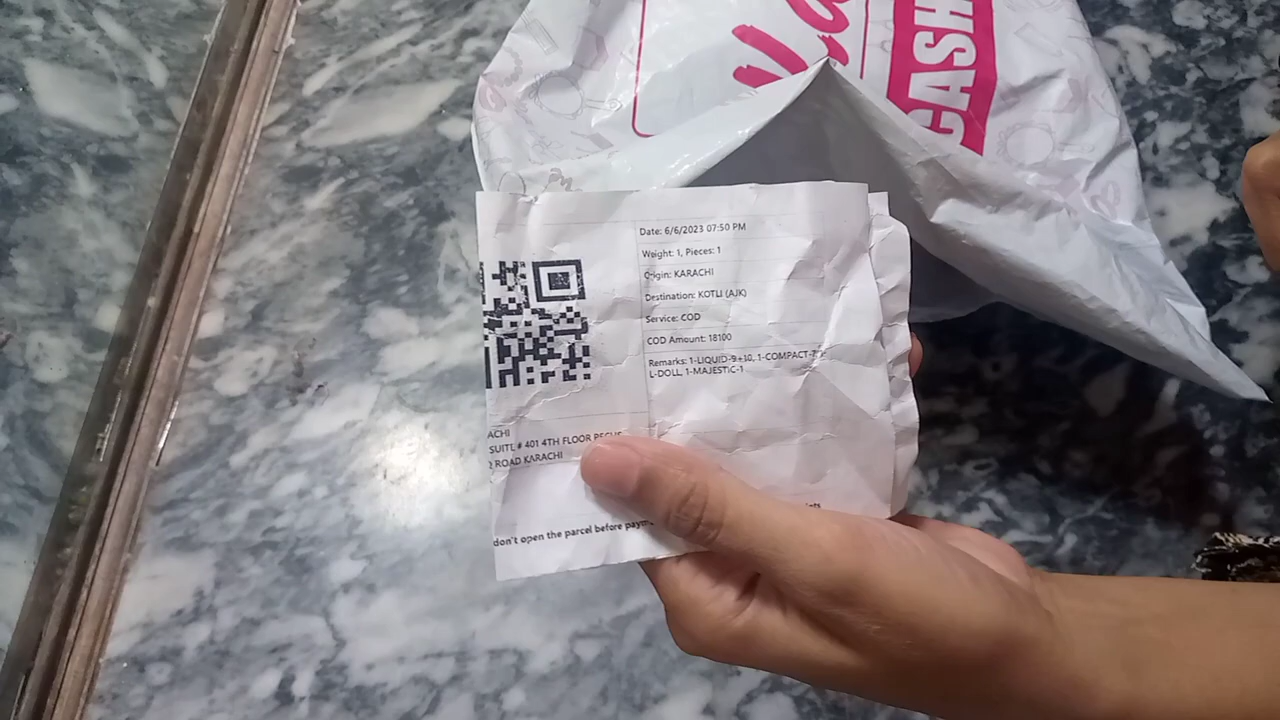 CASH
Date: 6/6/2023 07:50 PM
Weight: 1, Pieces: 1
Origin: KARACHI
Destination: KOTLI (AJK)
Service: COD
COD Amount: 18100
Remarks: 1-LIQUID-9+10, 1-COMPACT-
L-DOLL, 1-MAJESTIC-1
ACHI
SUITE # 401 4TH FLOOR PECHS
ROAD KARACHI
don't open the parcel before